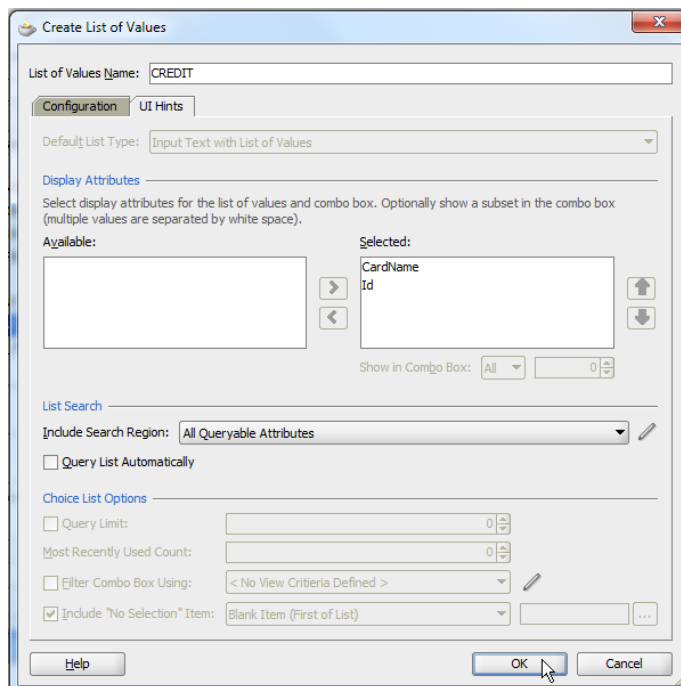 Create List of Values
x
List of Values Name: CREDIT
Configuration UI Hints
Default List Type: Input Text with List of Values
Display Attributes
Select display attributes for the list of values and combo box. Optionally show a subset in the combo box
(multiple values are separated by white space).
Available: Selected:
CardName
Id
Show in Combo Box: All 0
List Search
Include Search Region: All Queryable Attributes
Query List Automatically
Choice List Options
Query Limit: 0
Most Recently Used Count: 0
Filter Combo Box Using: < No View Critieria Defined >
Include "No Selection" Item: Blank Item (First of List) ...
Help OK Cancel